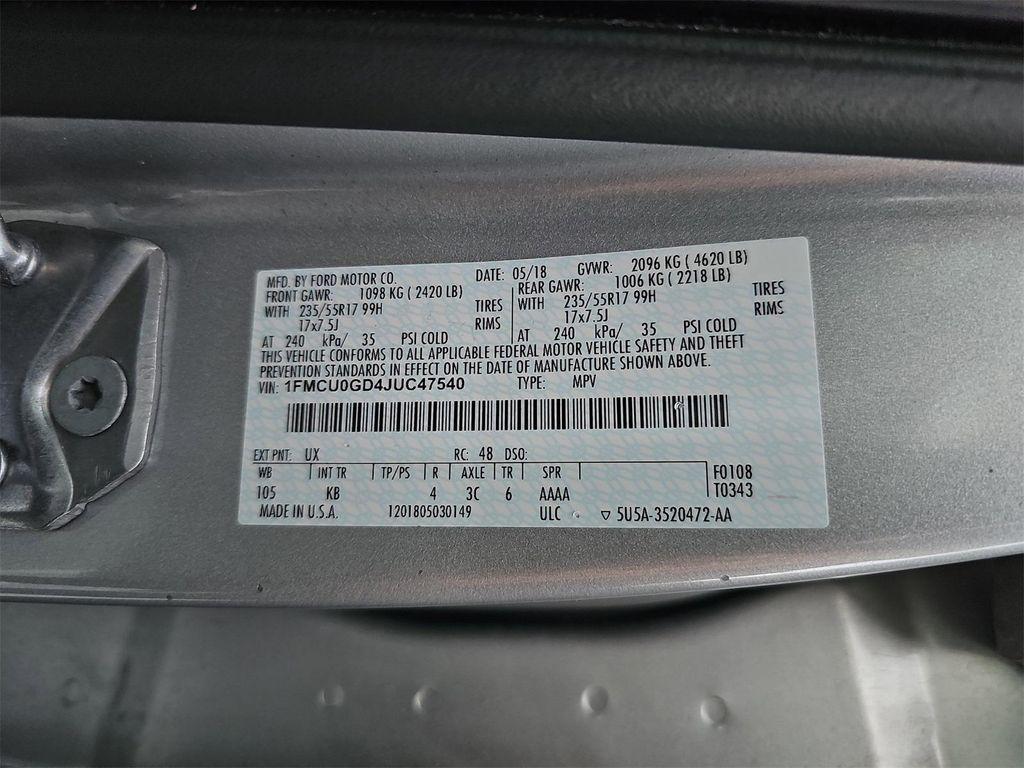 MFD. BY FORD MOTOR CO. DATE: 05/18 GVWR: 2096 KG ( 4620 LB)
FRONT GAWR: 1098 KG ( 2420 LB) REAR GAWR: 1006 KG ( 2218 LB)
WITH 235/55R17 99H TIRES WITH 235/55R17 99H TIRES
17x7.5J RIMS 17x7.5J RIMS
AT 240 kPa/ 35 PSI COLD AT 240 kPa/ 35 PSI COLD
THIS VEHICLE CONFORMS TO ALL APPLICABLE FEDERAL MOTOR VEHICLE SAFETY AND THEFT
PREVENTION STANDARDS IN EFFECT ON THE DATE OF MANUFACTURE SHOWN ABOVE.
VIN: 1FMCU0GD4JUC47540 TYPE: MPV
EXT PNT: UX RC: 48 DSO:
WB INT TR TP/PS R AXLE TR SPR F0108
105 KB 4 3C 6 AAAA T0343
MADE IN U.S.A. 1201805030149 ULC ▽ 5U5A-3520472-AA